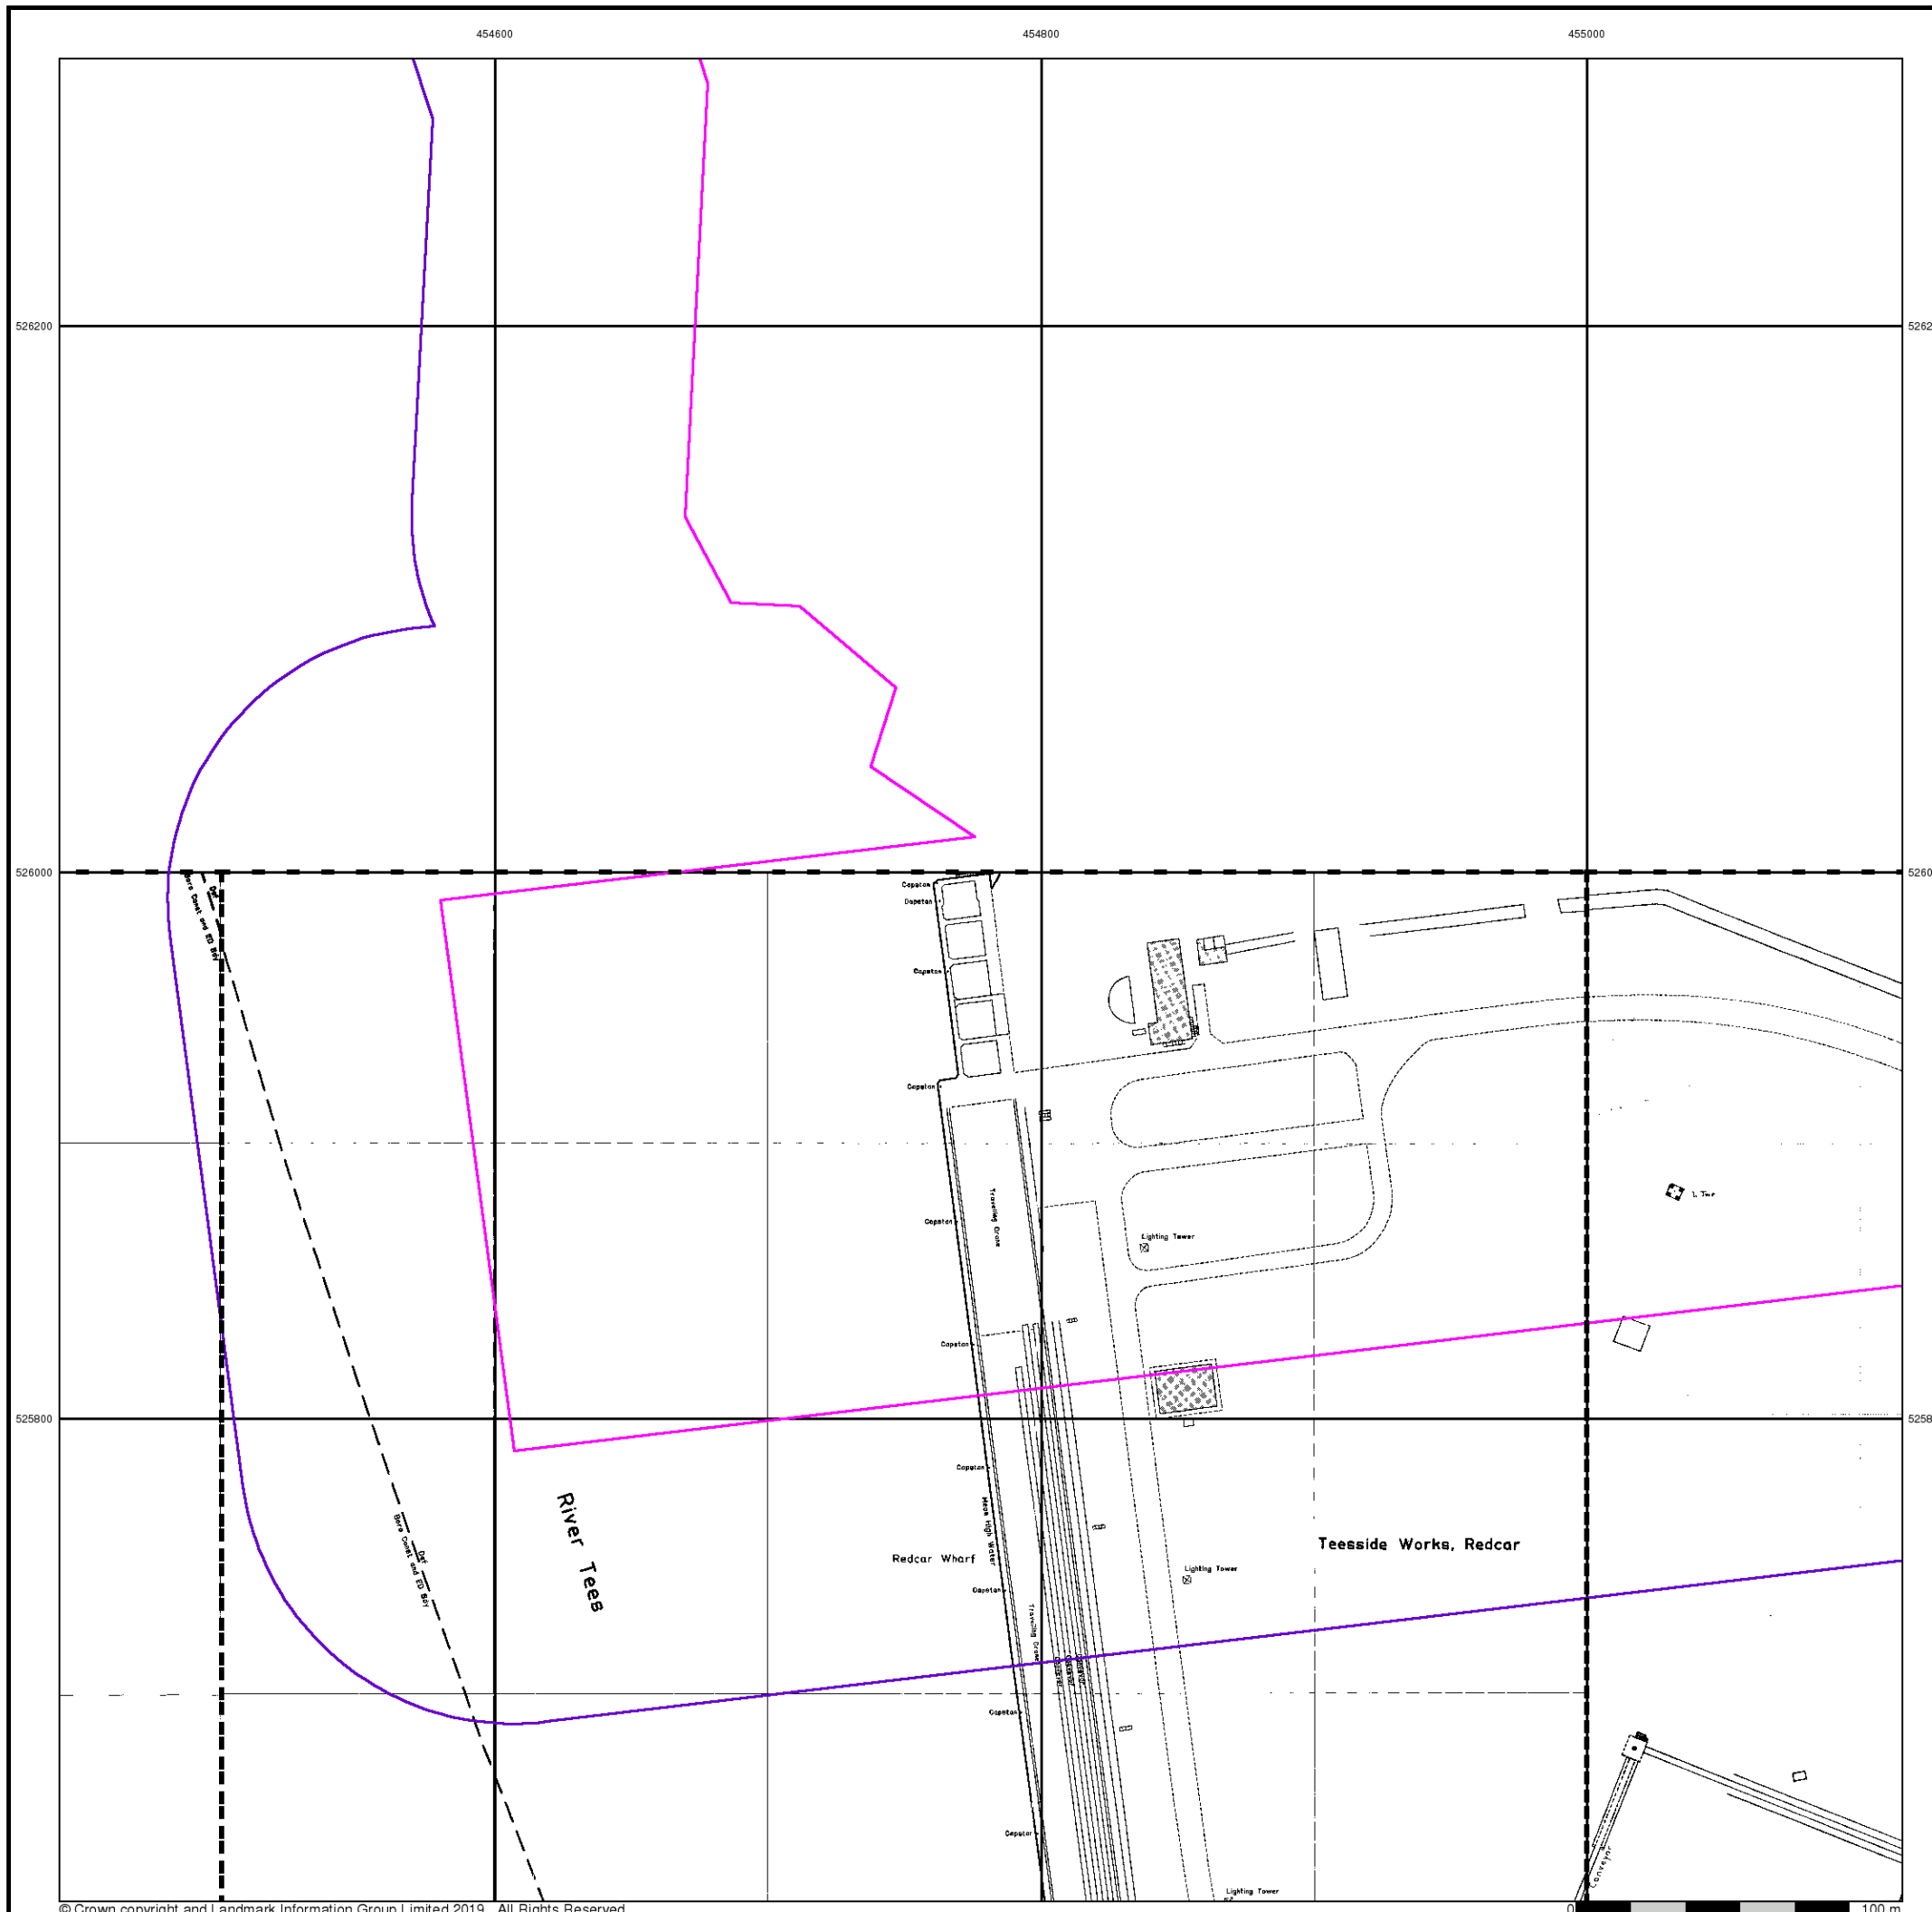 454600
454800
455000
526200
5262
526000
5260
Def
Boro Const and ED Bdy
Capstan
Capstan
Capstan
Capstan
Travelling Crane
L Twr
Capstan
Lighting Tower
Capstan
525800
5258
Capstan
River Tees
Mean High Water
Def
Boro Const and ED Bdy
Teesside Works, Redcar
Redcar Wharf
Lighting Tower
Capstan
Travelling Crane
Capstan
Capstan
Conveyor
Lighting Tower
© Crown copyright and Landmark Information Group Limited 2019. All Rights Reserved.
0
100 m